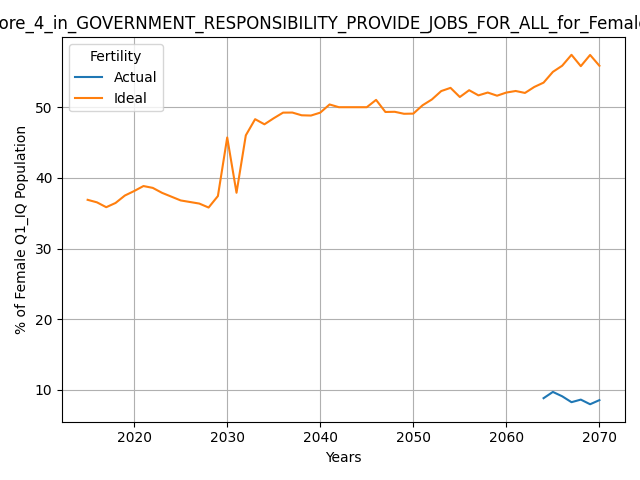 ore_4_in_GOVERNMENT_RESPONSIBILITY_PROVIDE_JOBS_FOR_ALL_for_Female
Fertility
Actual
Ideal
% of Female Q1_IQ Population
50
40
30
20
10
2020 2030 2040 2050 2060 2070
Years